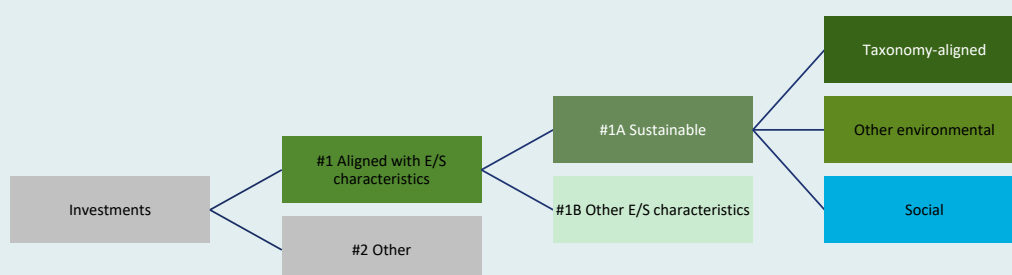 Taxonomy-aligned
#1A Sustainable
Other environmental
#1 Aligned with E/S
characteristics
Investments
#1B Other E/S characteristics
Social
#2 Other